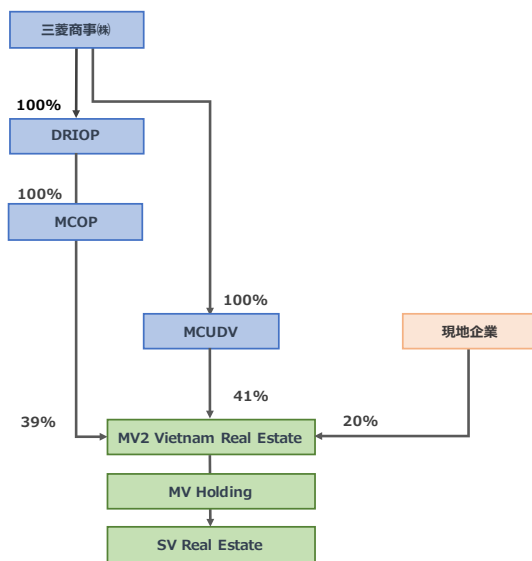 三菱商事㈱
100%
DRIOP
100%
MCOP
100%
MCUDV
現地企業
41%
39%
20%
MV2 Vietnam Real Estate
MV Holding
SV Real Estate